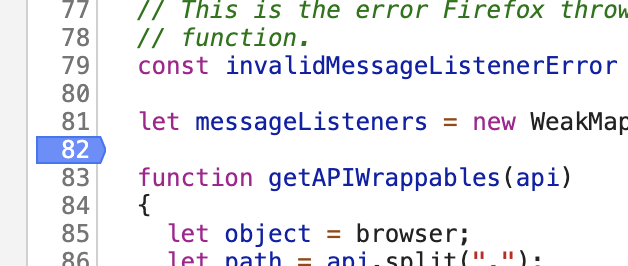 77 // This is the error Firefox throw
78 // function.
79 const invalidMessageListenerError
80
81 let messageListeners = new WeakMap
82
83 function getAPIWrappables(api)
84 {
85 let object = browser;
86 let path = api.split(".");